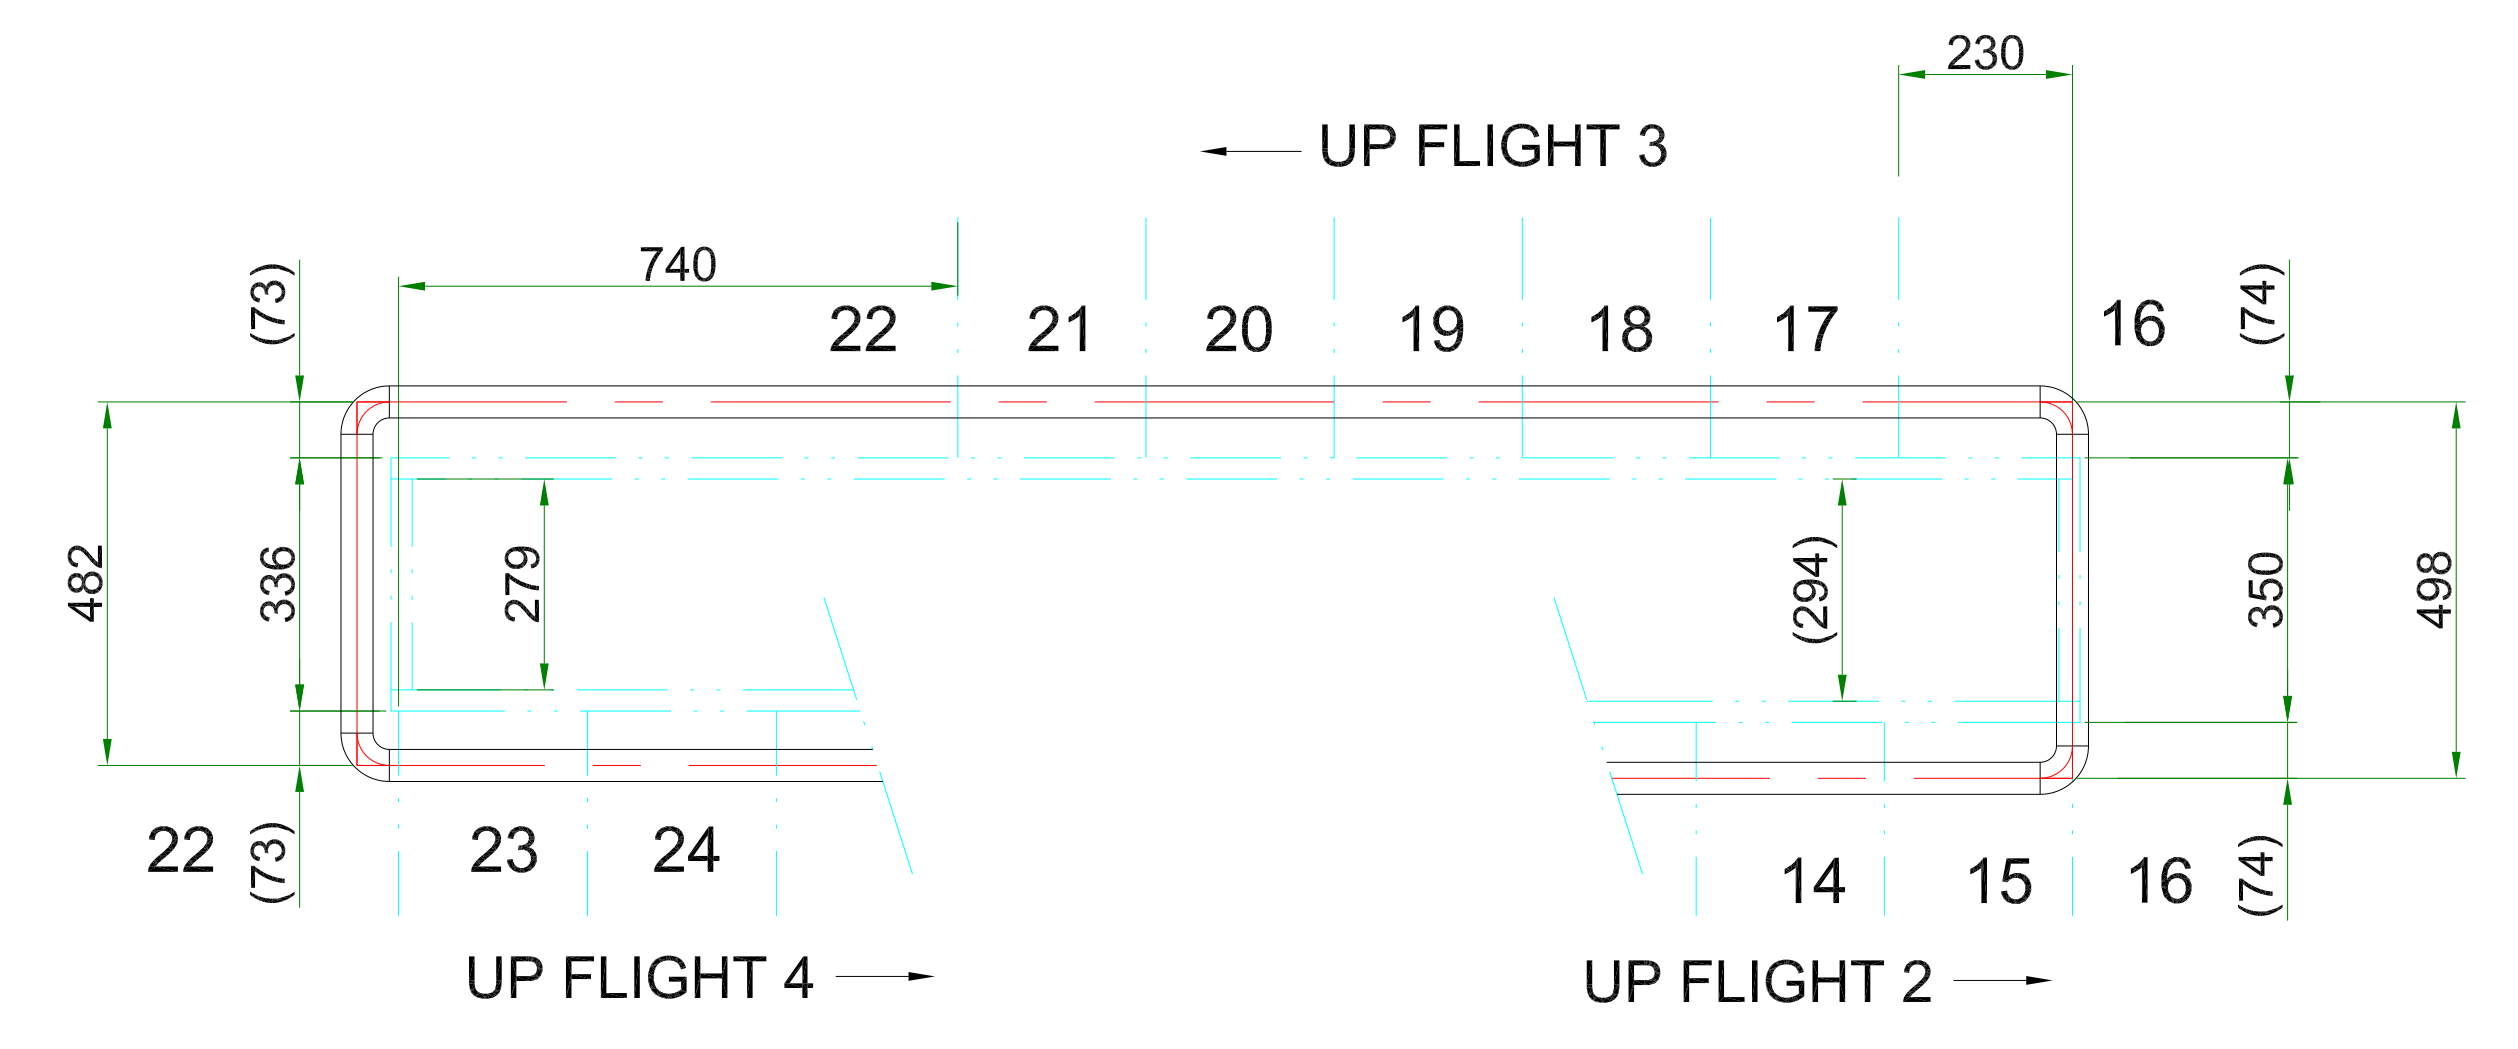 230
UP FLIGHT 3
740
(73)
(74)
22 21 20 19 18 17 16
482
336
279
(294)
350
498
22
(73)
23 24
14 15 16
(74)
UP FLIGHT 4
UP FLIGHT 2